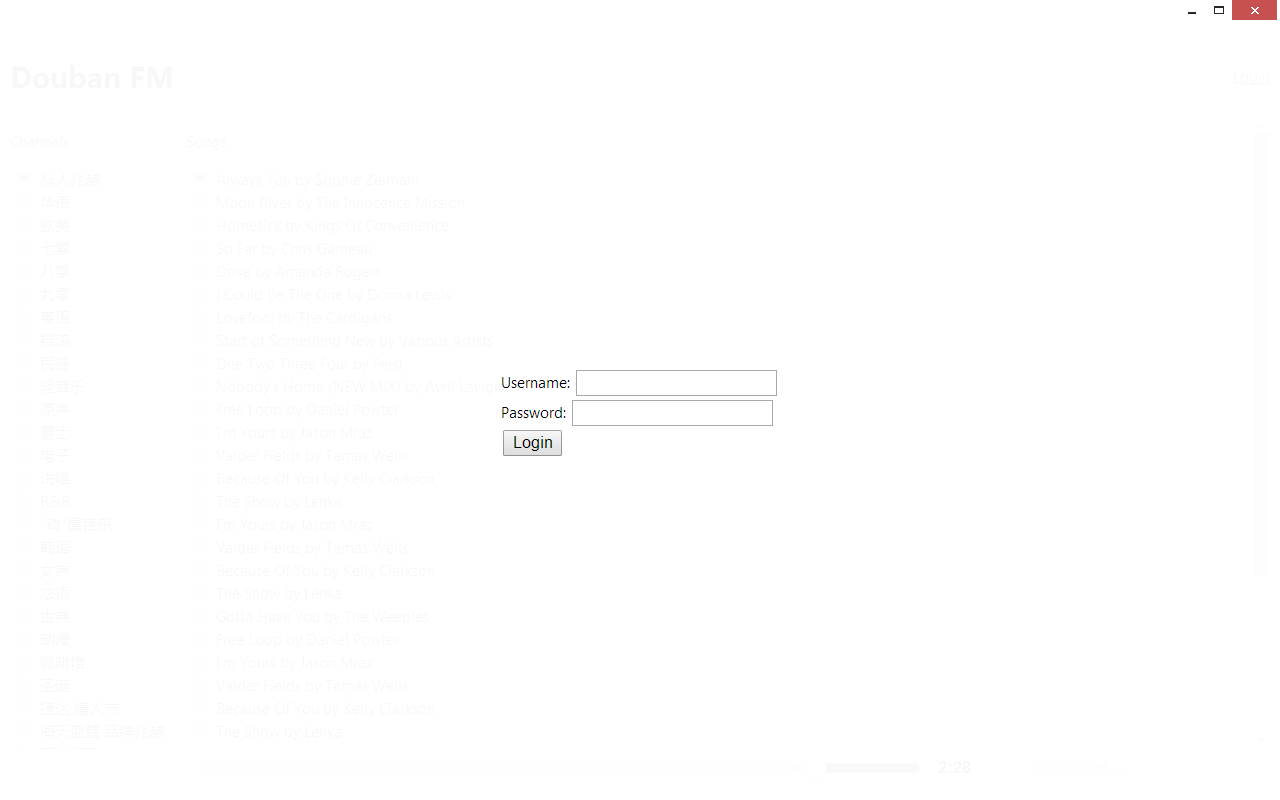 Douban FM
Login
Channels
Songs
私人兆赫
Always You by Sophie Zelmani
华语
Moon River by The Innocence Mission
欧美
Homesick by Kings Of Convenience
七零
So Far by Chris Garneau
八零
Drive by Amanda Rogers
九零
I Could Be The One by Donna Lewis
粤语
Lovefool by The Cardigans
摇滚
Start of Something New by Various Artists
民谣
One Two Three Four by Feist
轻音乐
Nobody's Home (NEW MIX) by Avril Lavig
原声
Free Loop by Daniel Powter
爵士
I'm Yours by Jason Mraz
电子
Valder Fields by Tamas Wells
说唱
Because Of You by Kelly Clarkson
R&B
The Show by Lenka
I'm Yours by Jason Mraz
韩语
Valder Fields by Tamas Wells
女声
Because Of You by Kelly Clarkson
法语
The Show by Lenka
古典
Gotta Have You by The Weepies
动漫
Free Loop by Daniel Powter
咖啡馆
I'm Yours by Jason Mraz
圣诞
Valder Fields by Tamas Wells
Because Of You by Kelly Clarkson
The Show by Lenka
Username:
Password:
Login
2:28